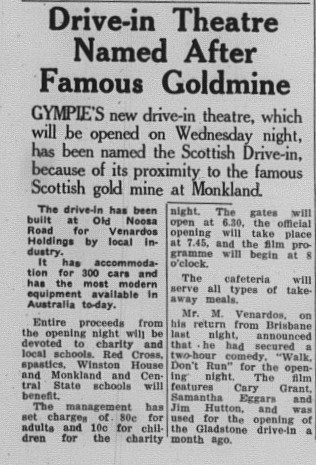 Drive-in Theatre
Named After
Famous Goldmine
GYMPIE'S new drive-in theatre, which
will be opened on Wednesday night,
has been named the Scottish Drive-in,
because of its proximity to the famous
Scottish gold mine at Monkland.
The drive-in has been
built at Old Noosa
Road for Venardos
Holdings by local in-
dustry.
It has accommoda-
tion for 300 cars and
has the most modern
equipment available in
Australia to-day.
Entire proceeds from
the opening night will be
devoted to charity and
local schools. Red Cross,
spastics, Winston House
and Monkland and Cen-
tral State schools will
benefit.
The management has
set charges of 80c for
adults and 10c for chil-
dren for the charity
night. The gates will
open at 6.30, the official
opening will take place
at 7.45, and the film pro-
gramme will begin at 8
o'clock.
The cafeteria will
serve all types of take-
away meals.
Mr. M. Venardos, on
his return from Brisbane
last night, announced
that he had secured a
two-hour comedy, "Walk,
Don't Run" for the open-
ing night. The film
features Cary Grant,
Samantha Eggars and
Jim Hutton, and was
used for the opening of
the Gladstone drive-in a
month ago.